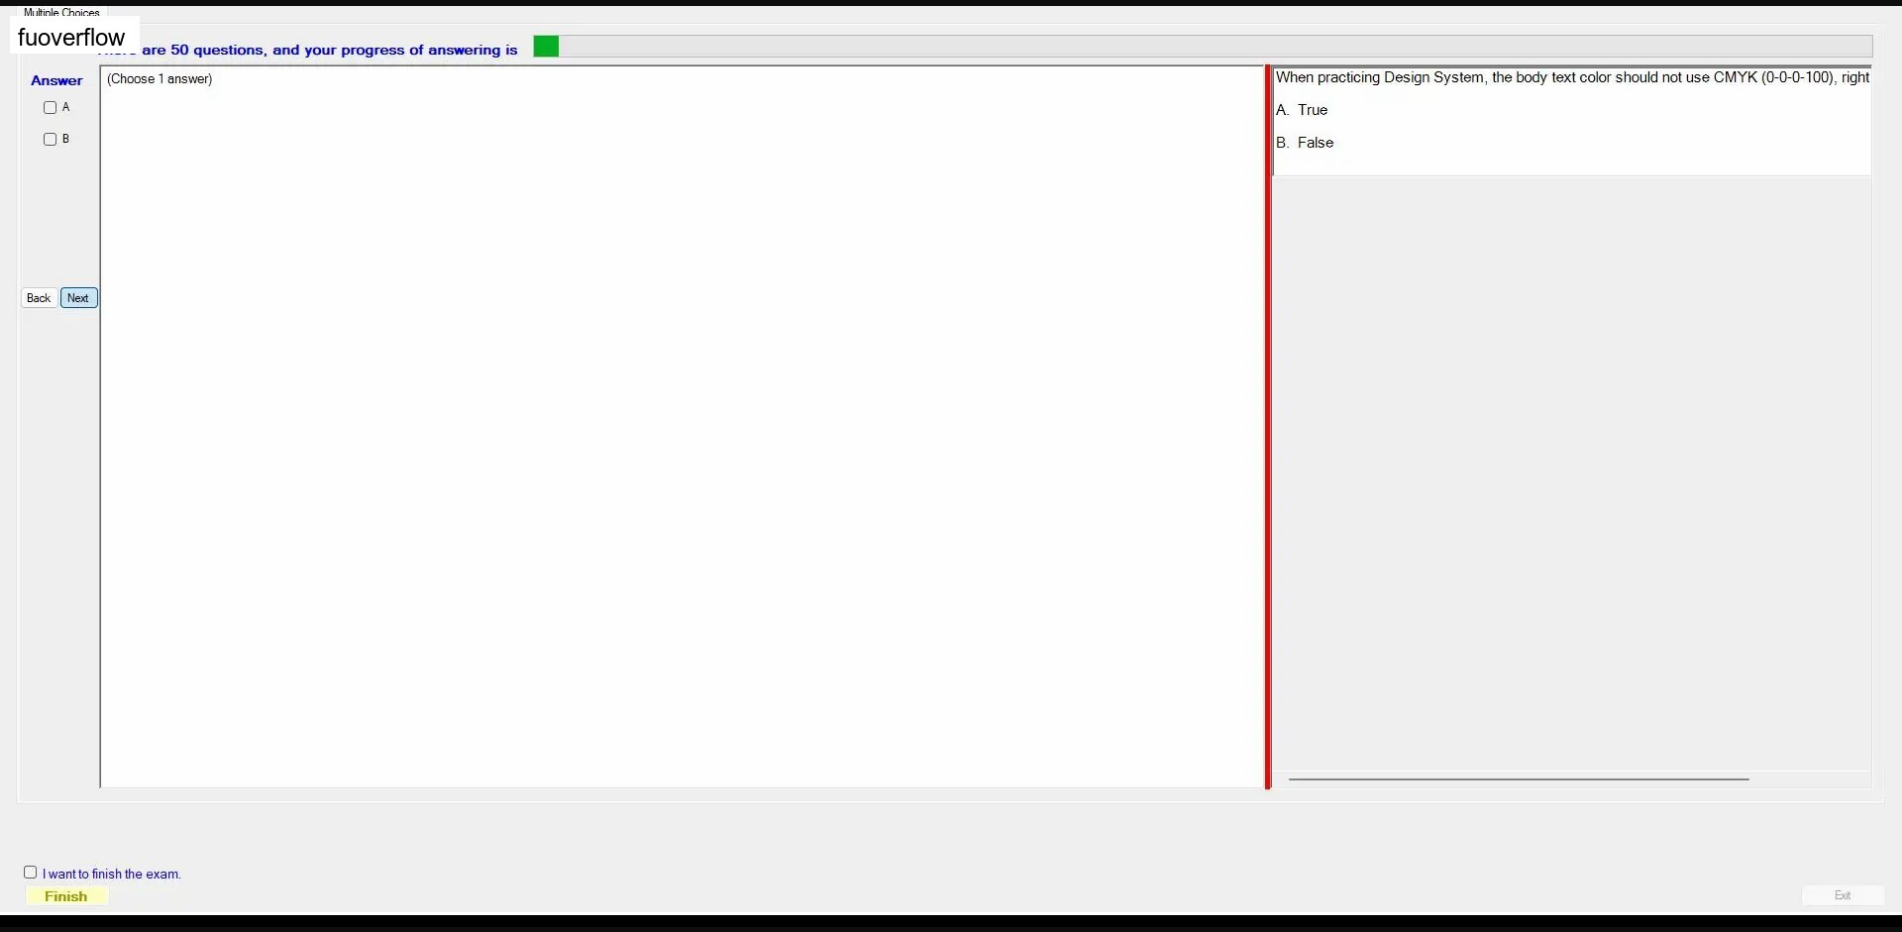 Multiple Choices
fuoverflow
are 50 questions, and your progress of answering is
Answer
(Choose 1 answer)
A
B
Back
Next
When practicing Design System, the body text color should not use CMYK (0-0-0-100), right
A. True
B. False
I want to finish the exam.
Finish
Exit